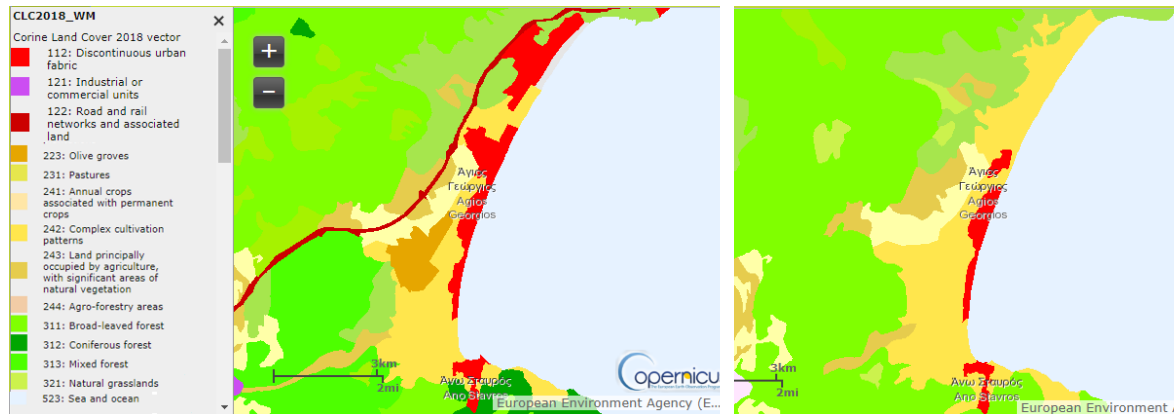 CLC2018_WM
×
Corine Land Cover 2018 vector
112: Discontinuous urban
fabric
121: Industrial or
commercial units
122: Road and rail
networks and associated
land
223: Olive groves
231: Pastures
241: Annual crops
associated with permanent
crops
242: Complex cultivation
patterns
243: Land principally
occupied by agriculture,
with significant areas of
natural vegetation
244: Agro-forestry areas
311: Broad-leaved forest
312: Coniferous forest
313: Mixed forest
321: Natural grasslands
523: Sea and ocean
+
−
Άγιος
Γεώργιος
Agios
Georgios
3km
2mi
Άνω Σταυρός
Ano Stavros
opernicu
European Environment Agency (E...
Άγιος
Γεώργιος
Agios
Georgios
3km
2mi
Άνω Σταυρός
Ano Stavros
European Environment